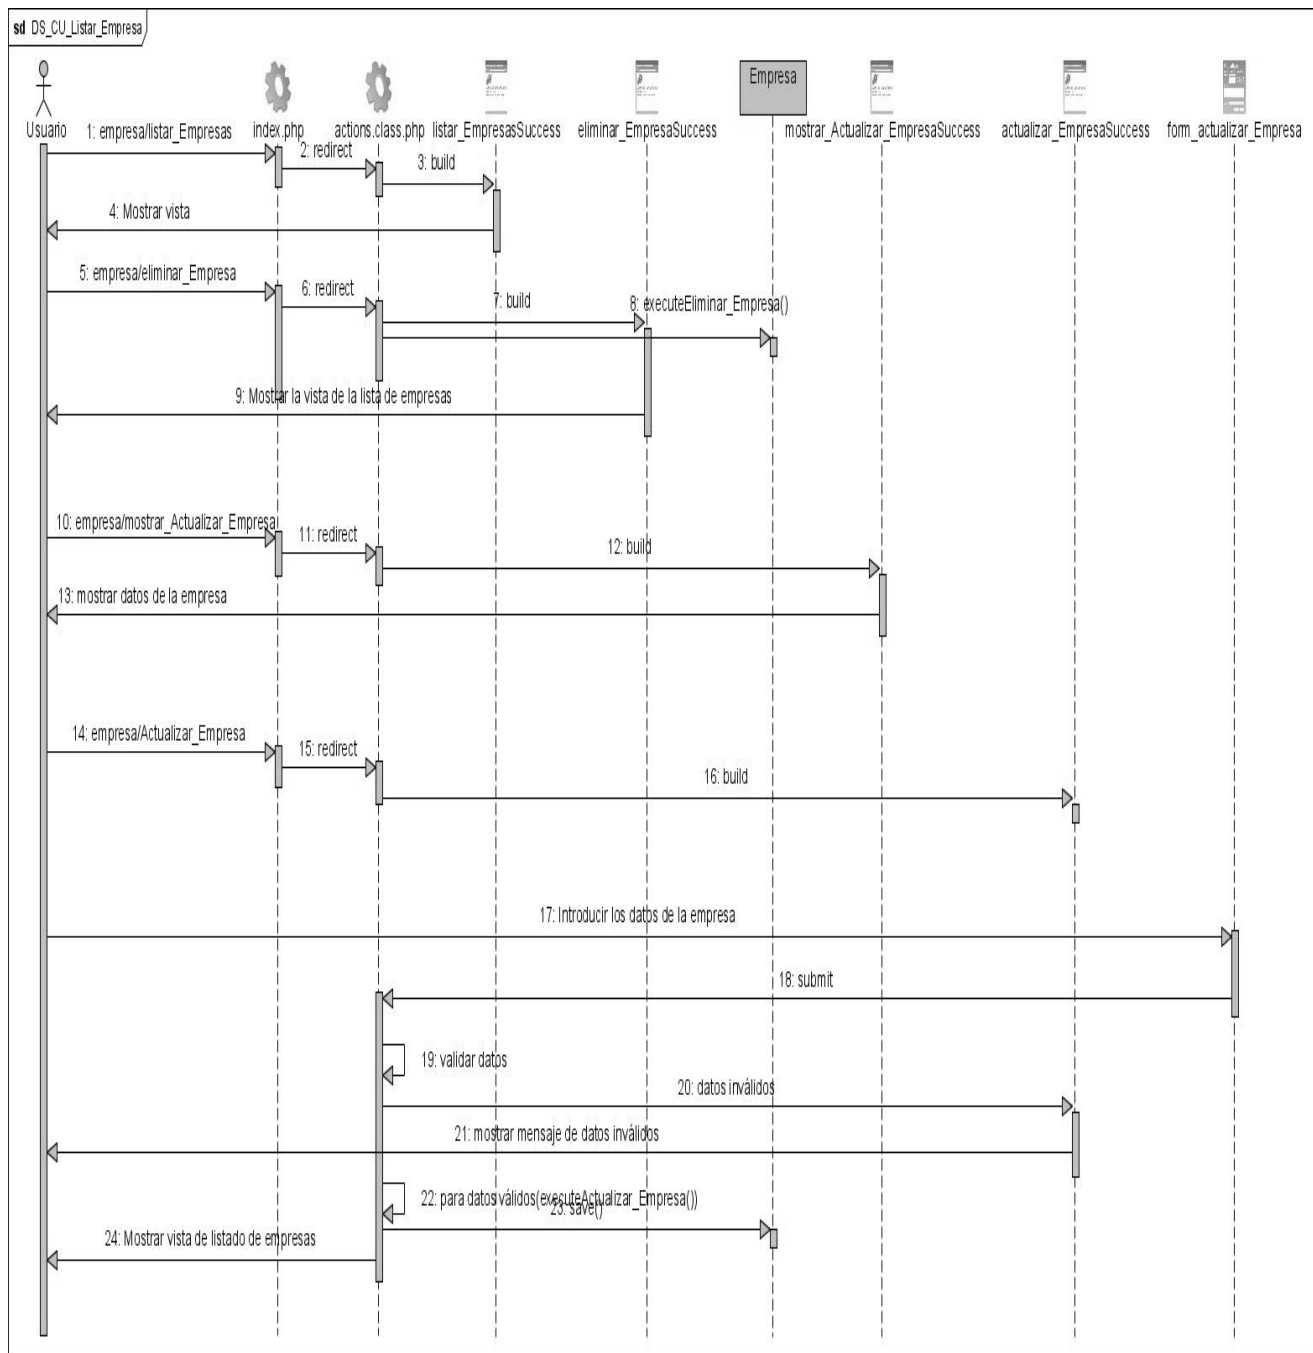 sd DS_CU_Listar_Empresa
Empresa
Usuario
index.php
actions.class.php
listar_EmpresasSuccess
eliminar_EmpresaSuccess
mostrar_Actualizar_EmpresaSuccess
actualizar_EmpresaSuccess
form_actualizar_Empresa
1: empresa/listar_Empresas
2: redirect
3: build
4: Mostrar vista
5: empresa/eliminar_Empresa
6: redirect
7: build
8: executeEliminar_Empresa()
9: Mostrar la vista de la lista de empresas
10: empresa/mostrar_Actualizar_Empresa
11: redirect
12: build
13: mostrar datos de la empresa
14: empresa/Actualizar_Empresa
15: redirect
16: build
17: Introducir los datos de la empresa
18: submit
19: validar datos
20: datos inválidos
21: mostrar mensaje de datos inválidos
22: para datos válidos(executeActualizar_Empresa())
23: save()
24: Mostrar vista de listado de empresas